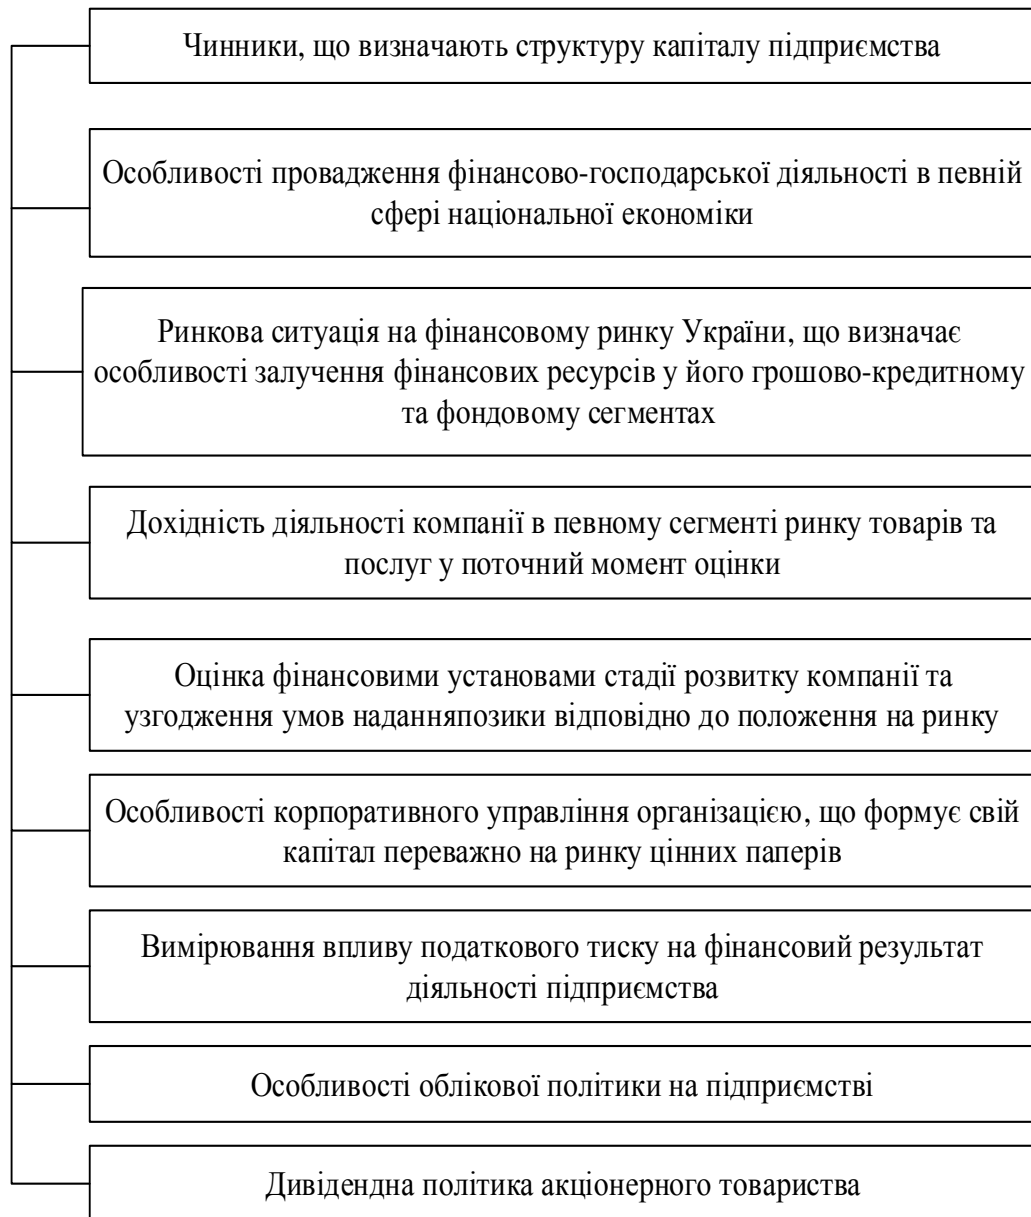 Чинники, що визначають структуру капіталу підприємства
Особливості провадження фінансово-господарської діяльності в певній
сфері національної економіки
Ринкова ситуація на фінансовому ринку України, що визначає
особливості залучення фінансових ресурсів у його грошово-кредитному
та фондовому сегментах
Дохідність діяльності компанії в певному сегменті ринку товарів та
послуг у поточний момент оцінки
Оцінка фінансовими установами стадії розвитку компанії та
узгодження умов наданняпозики відповідно до положення на ринку
Особливості корпоративного управління організацією, що формує свій
капітал переважно на ринку цінних паперів
Вимірювання впливу податкового тиску на фінансовий результат
діяльності підприємства
Особливості облікової політики на підприємстві
Дивідендна політика акціонерного товариства